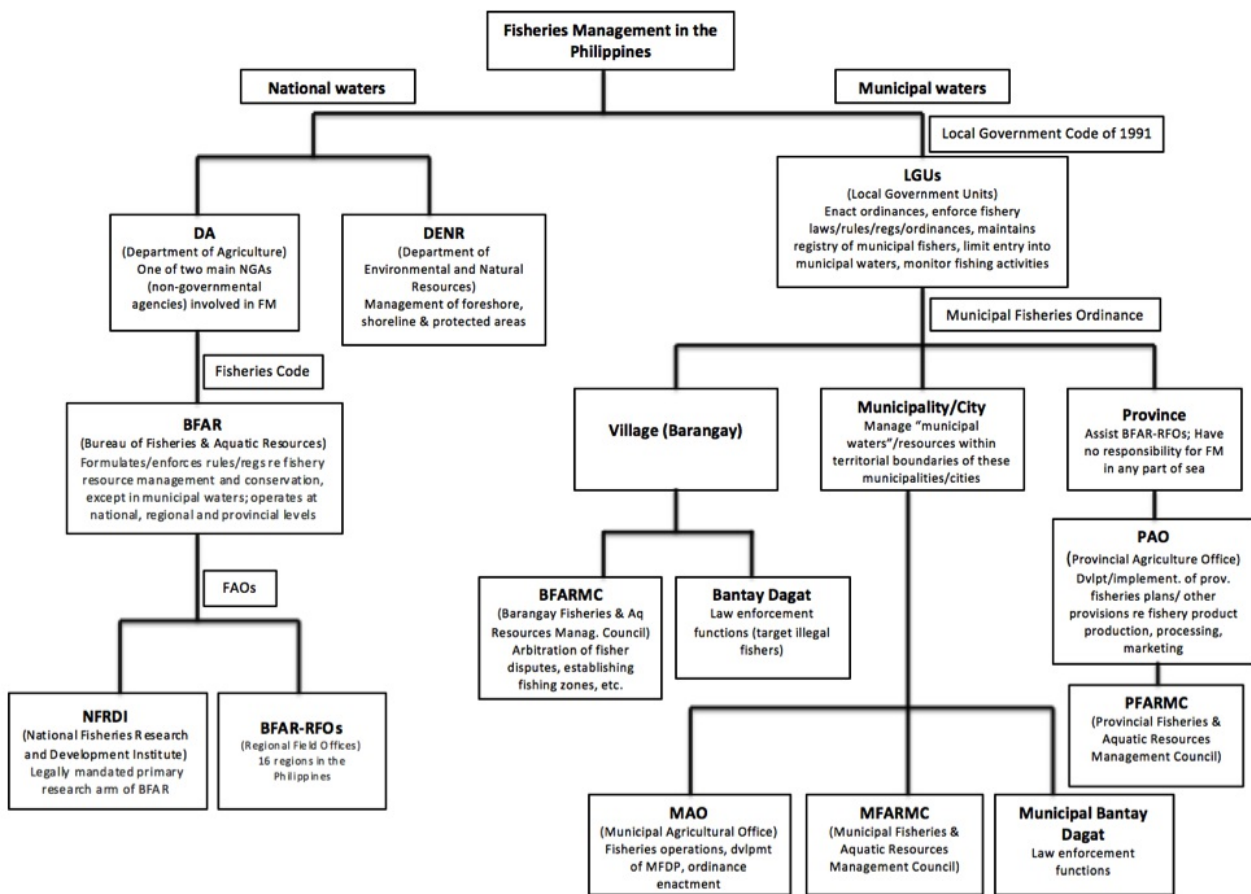 Fisheries Management in the
Philippines
National waters
Municipal waters
Local Government Code of 1991
LGUs
(Local Government Units)
Enact ordinances, enforce fishery
laws/rules/regs/ordinances, maintains
registry of municipal fishers, limit entry into
municipal waters, monitor fishing activities
DA
(Department of Agriculture)
One of two main NGAs
(non-governmental
agencies) involved in FM
DENR
(Department of
Environmental and Natural
Resources)
Management of foreshore,
shoreline & protected areas
Municipal Fisheries Ordinance
Fisheries Code
BFAR
(Bureau of Fisheries & Aquatic Resources)
Formulates/enforces rules/regs re fishery
resource management and conservation,
except in municipal waters; operates at
national, regional and provincial levels
Village (Barangay)
Municipality/City
Manage “municipal
waters”/resources within
territorial boundaries of these
municipalities/cities
Province
Assist BFAR-RFOs; Have
no responsibility for FM
in any part of sea
PAO
(Provincial Agriculture Office)
Dvlpt/implement. of prov.
fisheries plans/ other
provisions re fishery product
production, processing,
marketing
FAOs
BFARMC
(Barangay Fisheries & Aq
Resources Manag. Council)
Arbitration of fisher
disputes, establishing
fishing zones, etc.
Bantay Dagat
Law enforcement
functions (target illegal
fishers)
NFRDI
(National Fisheries Research
and Development Institute)
Legally mandated primary
research arm of BFAR
BFAR-RFOs
(Regional Field Offices)
16 regions in the
Philippines
PFARMC
(Provincial Fisheries &
Aquatic Resources
Management Council)
MAO
(Municipal Agricultural Office)
Fisheries operations, dvlpmt
of MFDP, ordinance
enactment
MFARMC
(Municipal Fisheries &
Aquatic Resources
Management Council)
Municipal Bantay
Dagat
Law enforcement
functions